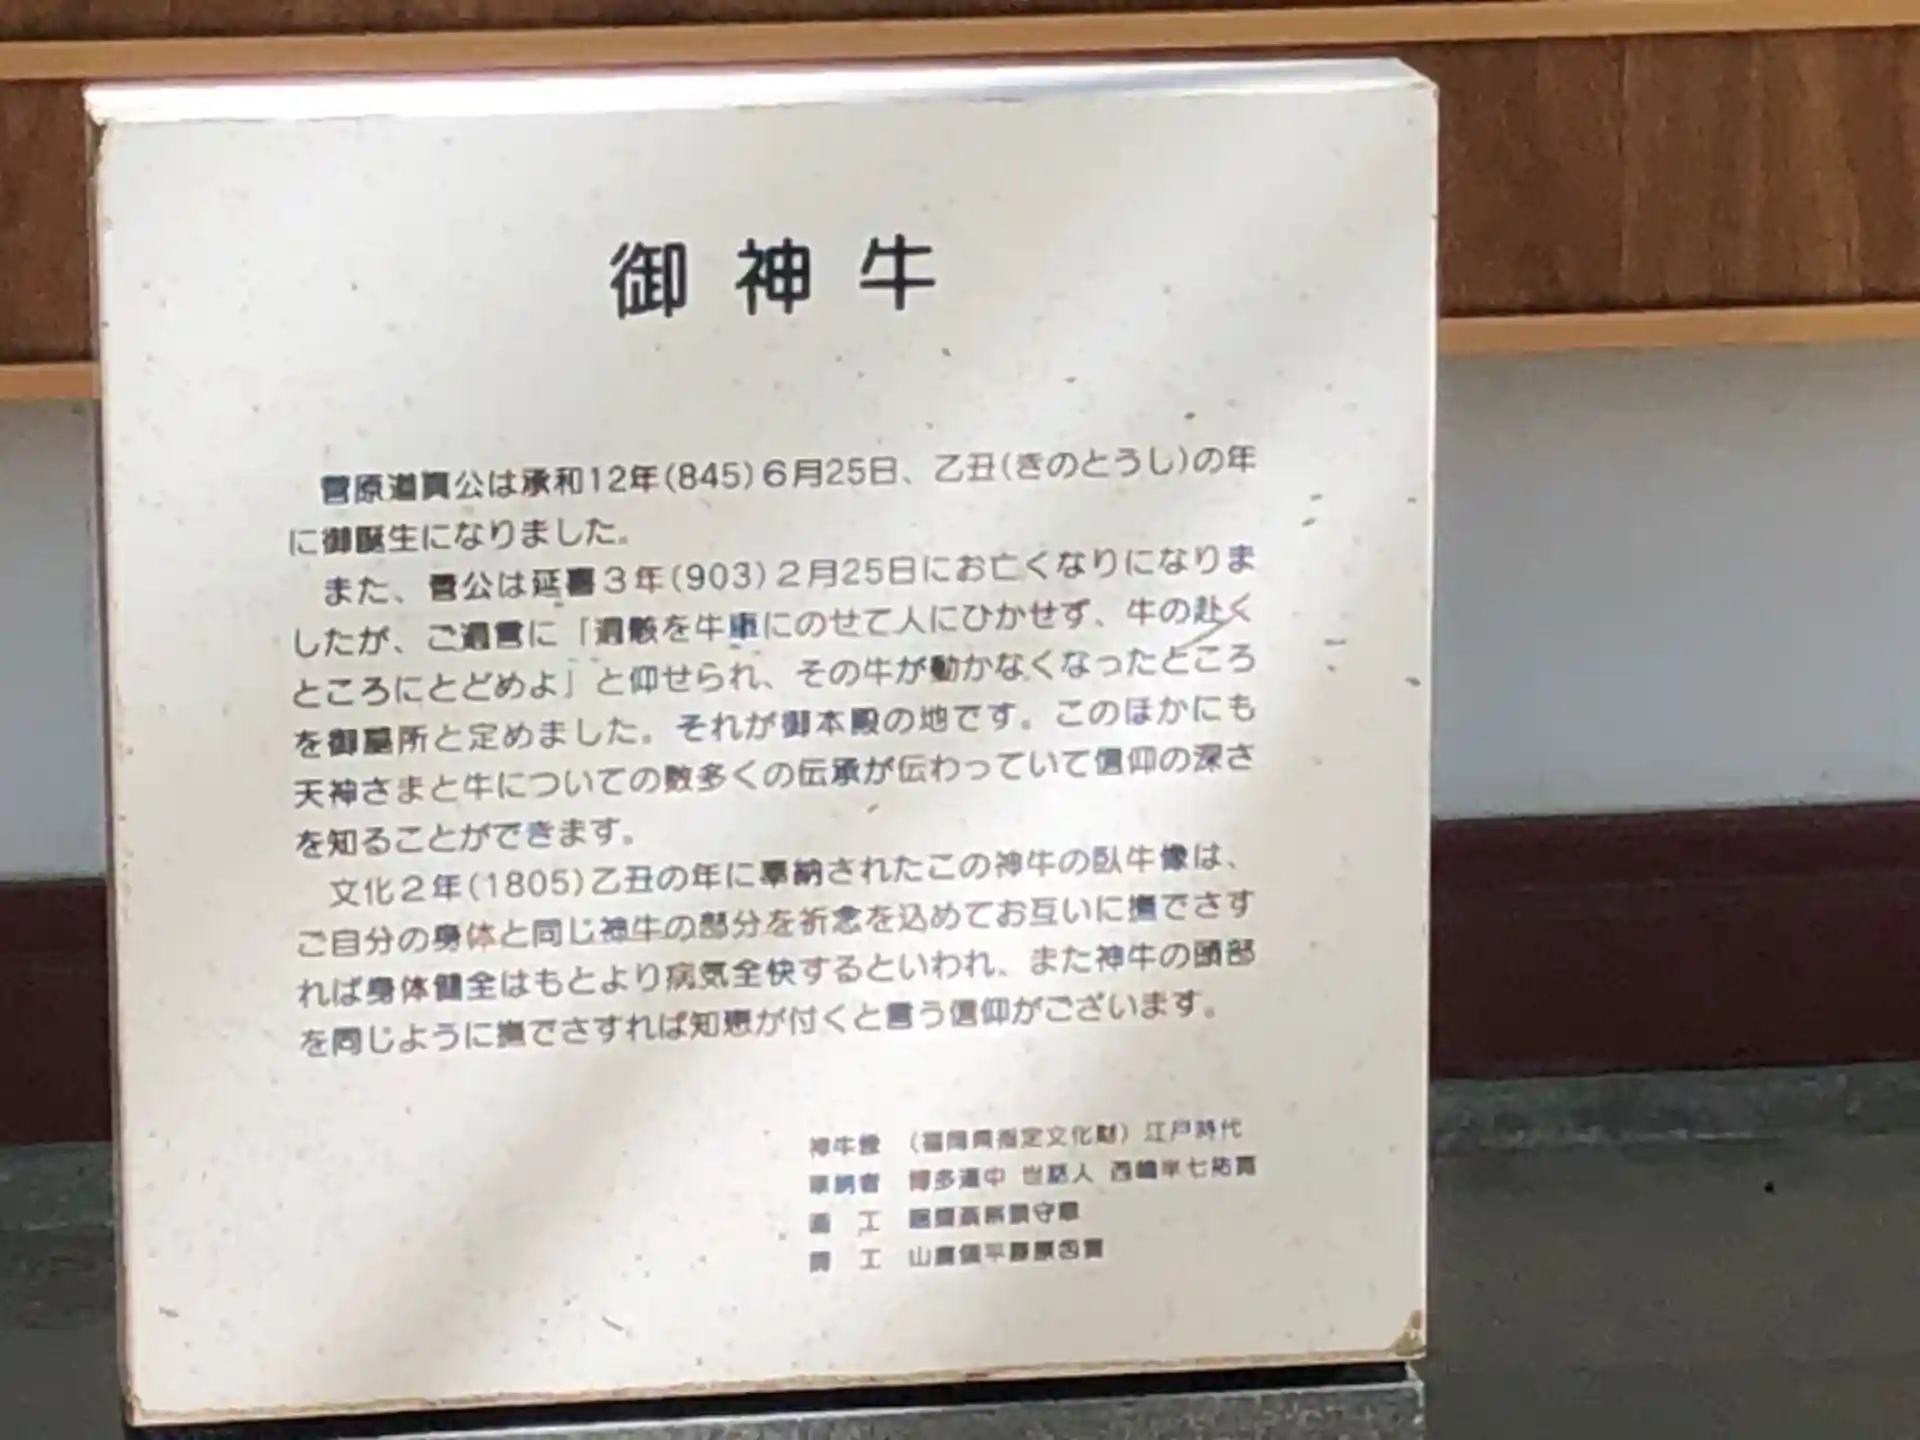 御神牛
菅原道真公は承和12年(845)6月25日、乙丑(きのとうし)の年
に御誕生になりました。
また、菅公は延喜3年(903)2月25日にお亡くなりになりま
したが、ご遺言に「遺骸を牛車にのせて人にひかせず、牛の赴く
ところにとどめよ」と仰せられ、その牛が動かなくなったところ
を御墓所と定めました。それが御本殿の地です。このほかにも
天神さまと牛についての数多くの伝承が伝わっていて信仰の深さ
を知ることができます。
文化2年(1805)乙丑の年に奉納されたこの神牛の臥牛像は、
ご自分の身体と同じ神牛の部分を祈念を込めてお互いに撫でさす
れば身体健全はもとより病気全快するといわれ、また神牛の頭部
を同じように撫でさすれば知恵が付くと言う信仰がございます。
神牛像 (福岡県指定文化財) 江戸時代
奉納者 博多 中 世話人
画 工
工